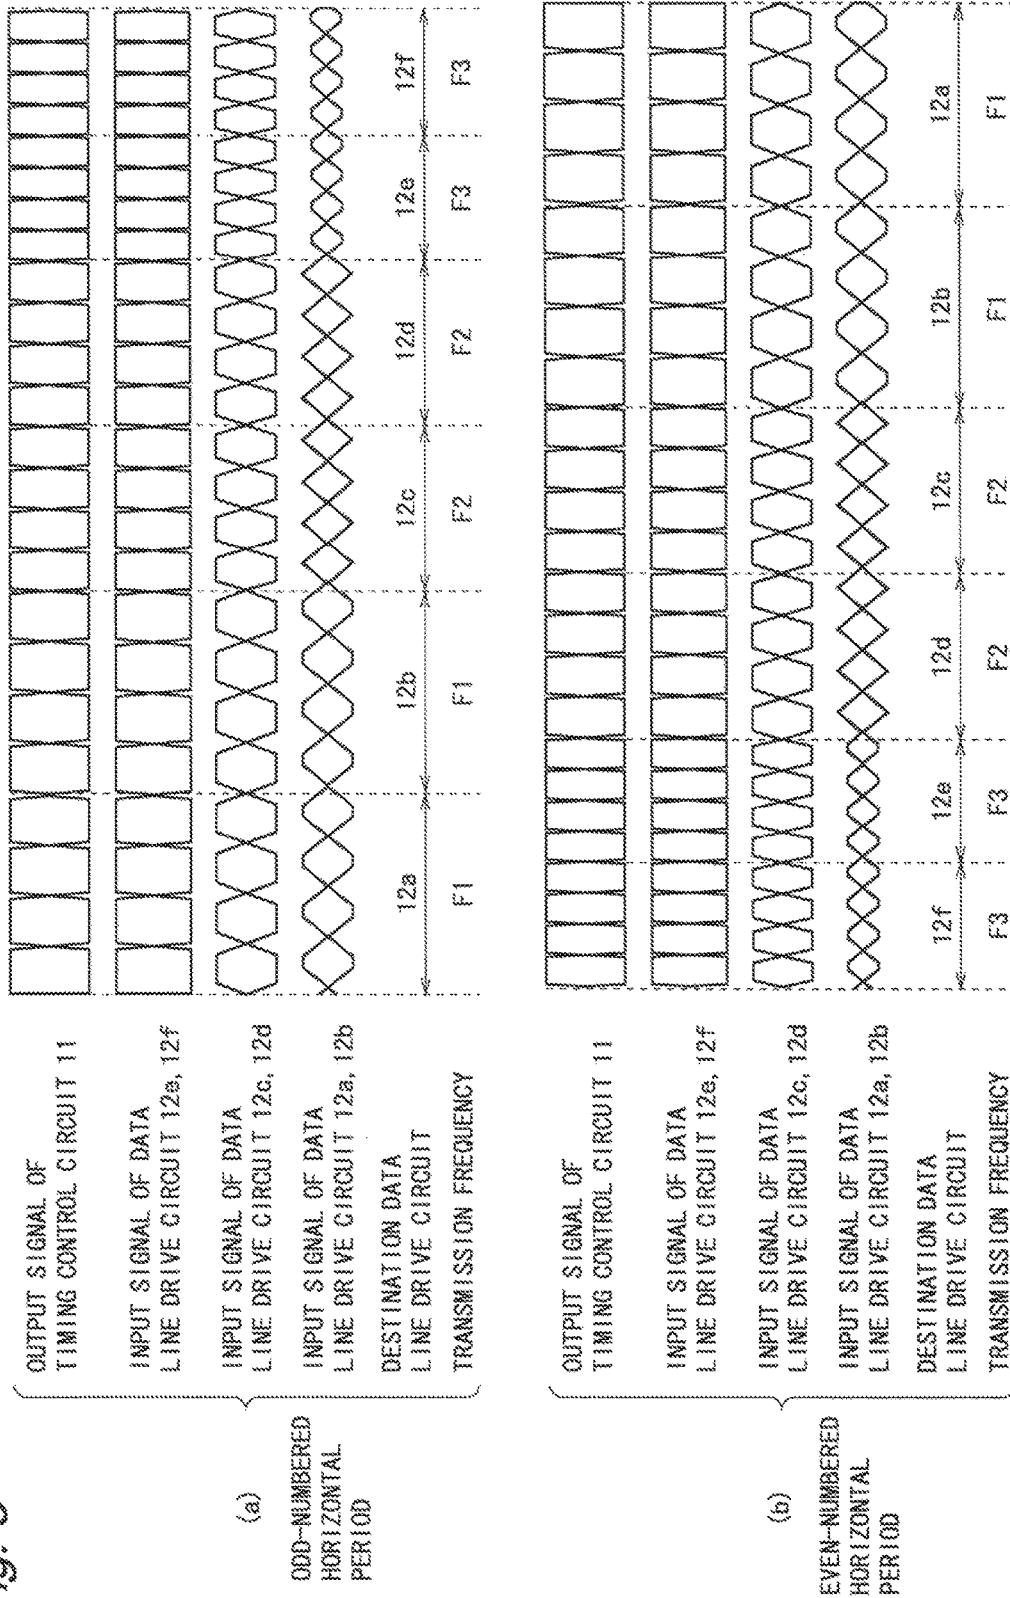 (a)
ODD-NUMBERED
HORIZONTAL
PERIOD
OUTPUT SIGNAL OF
TIMING CONTROL CIRCUIT 11
INPUT SIGNAL OF DATA
LINE DRIVE CIRCUIT 12e, 12f
INPUT SIGNAL OF DATA
LINE DRIVE CIRCUIT 12c, 12d
INPUT SIGNAL OF DATA
LINE DRIVE CIRCUIT 12a, 12b
DESTINATION DATA
LINE DRIVE CIRCUIT
12a 12b 12c 12d 12e 12f
TRANSMISSION FREQUENCY
F1 F1 F2 F2 F3 F3
(b)
EVEN-NUMBERED
HORIZONTAL
PERIOD
OUTPUT SIGNAL OF
TIMING CONTROL CIRCUIT 11
INPUT SIGNAL OF DATA
LINE DRIVE CIRCUIT 12e, 12f
INPUT SIGNAL OF DATA
LINE DRIVE CIRCUIT 12c, 12d
INPUT SIGNAL OF DATA
LINE DRIVE CIRCUIT 12a, 12b
DESTINATION DATA
LINE DRIVE CIRCUIT
12f 12e 12d 12c 12b 12a
TRANSMISSION FREQUENCY
F3 F3 F2 F2 F1 F1